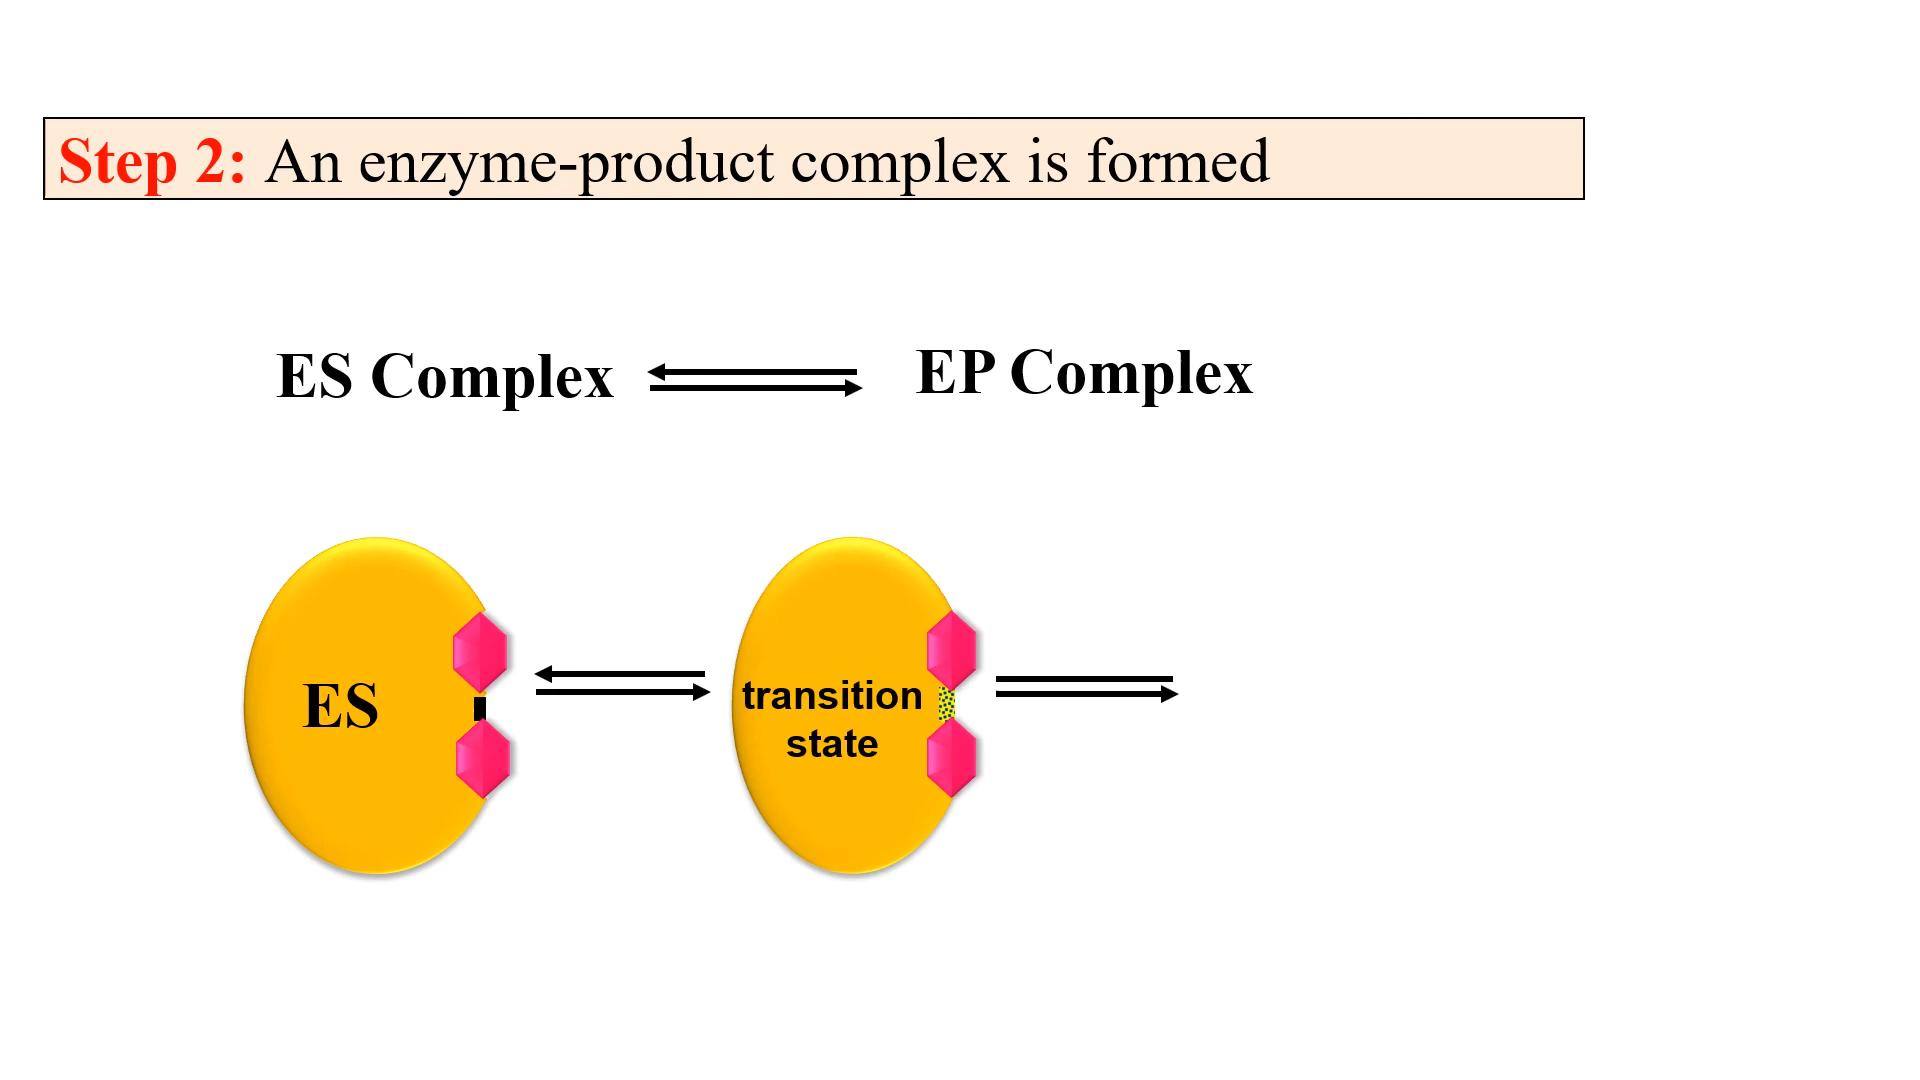 Step 2: An enzyme-product complex is formed
ES Complex
EP Complex
ES
transition
state